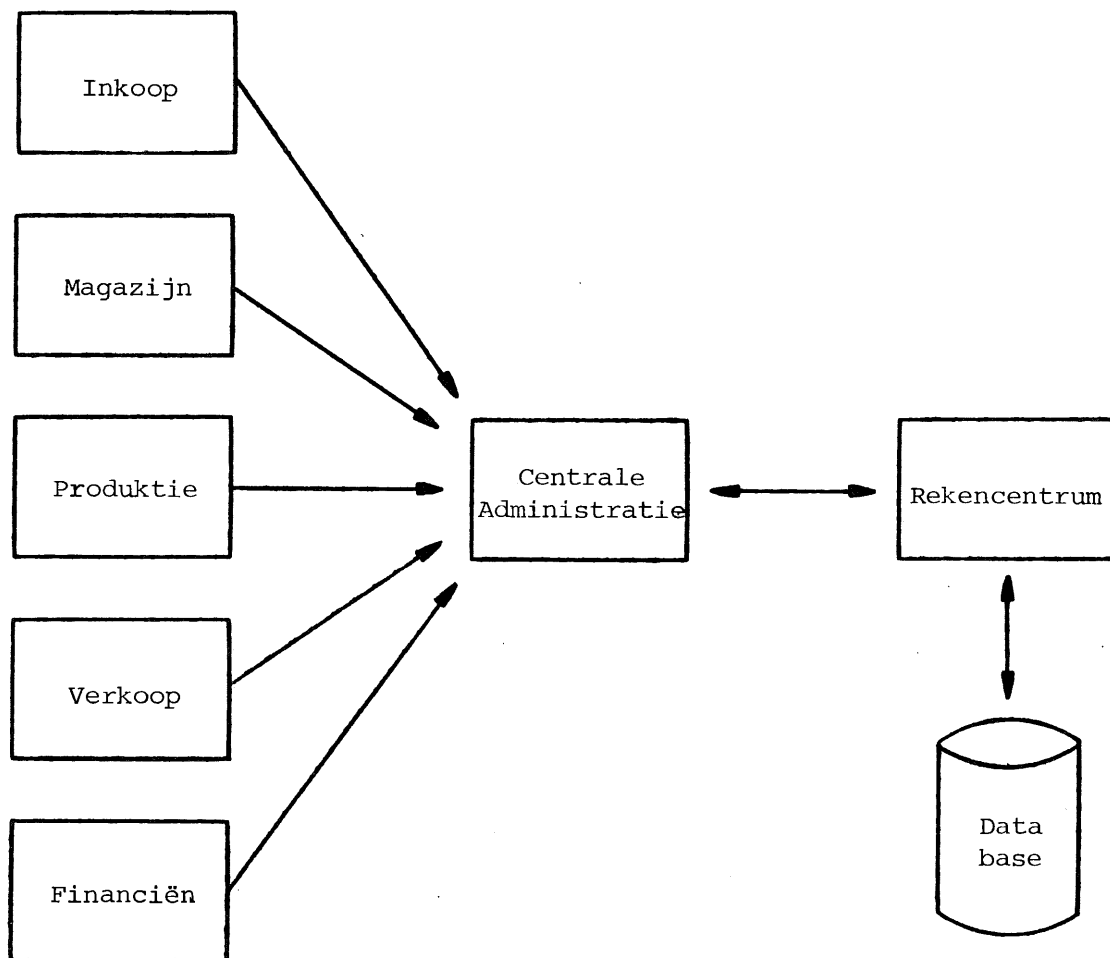 Inkoop
Magazijn
Produktie
Verkoop
Financiën
Centrale
Administratie
Rekencentrum
Data
base